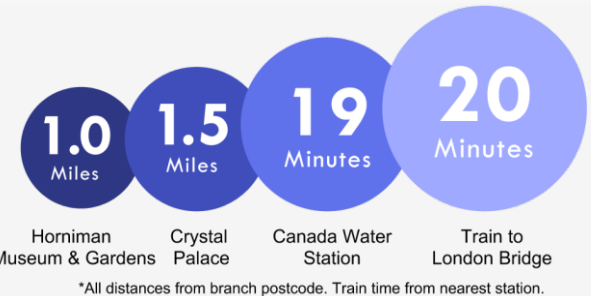 1.0
Miles
1.5
Miles
19
Minutes
20
Minutes
Horniman
Museum & Gardens
Crystal
Palace
Canada Water
Station
Train to
London Bridge
*All distances from branch postcode. Train time from nearest station.